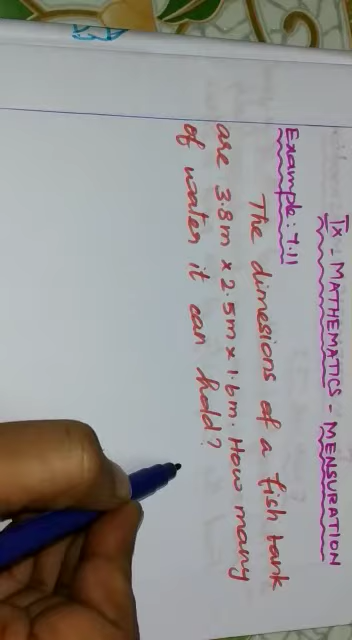 IX - MATHEMATICS - MENSURATION
Example: 7.11
The dimesions of a fish tank
are 3.8m x 2.5m x 1.6m. How many
of water it can hold?